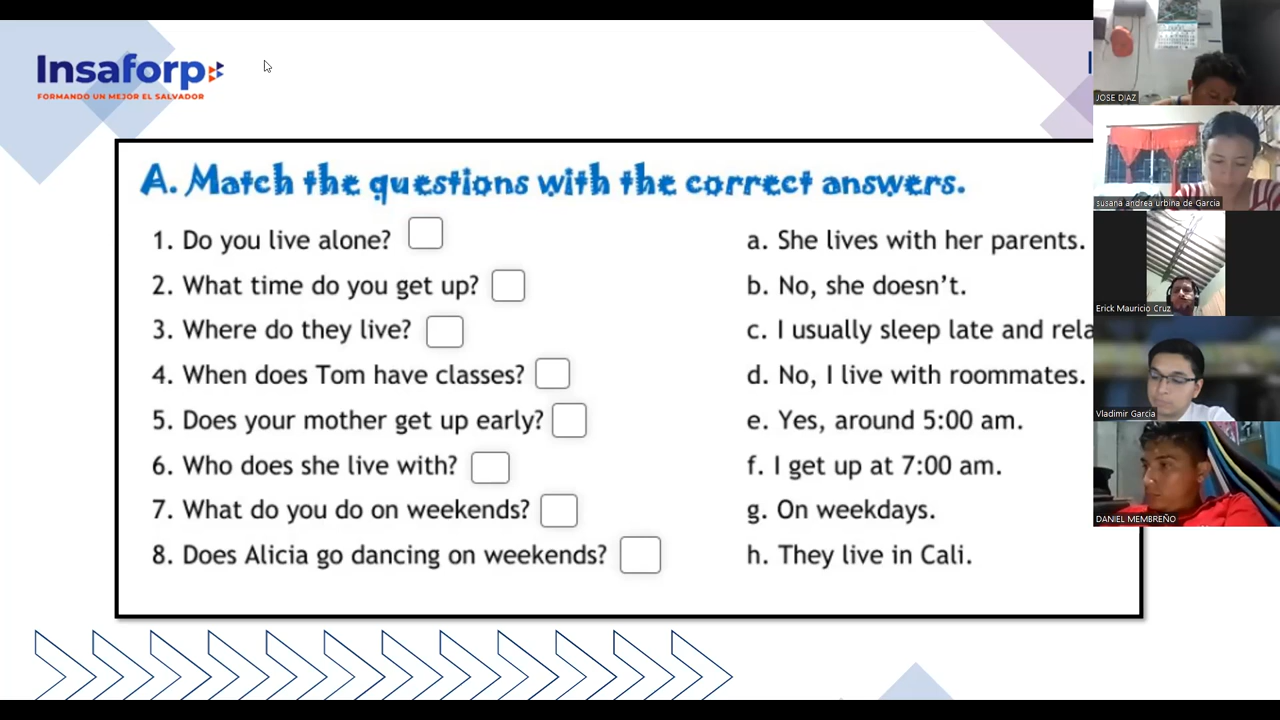 Insaforp
FORMANDO UN MEJOR EL SALVADOR
A. Match the questions with the correct answers.
1. Do you live alone?
2. What time do you get up?
3. Where do they live?
4. When does Tom have classes?
5. Does your mother get up early?
6. Who does she live with?
7. What do you do on weekends?
8. Does Alicia go dancing on weekends?
a. She lives with her parents.
b. No, she doesn't.
c. I usually sleep late and
d. No, I live with roommates.
e. Yes, around 5:00 am.
f. I get up at 7:00 am.
g. On weekdays.
h. They live in Cali.
JOSE DIAZ
susana andrea urbina de Garcia
Erick Mauricio Cruz
Vladimir García
DANIEL MEMBREÑO